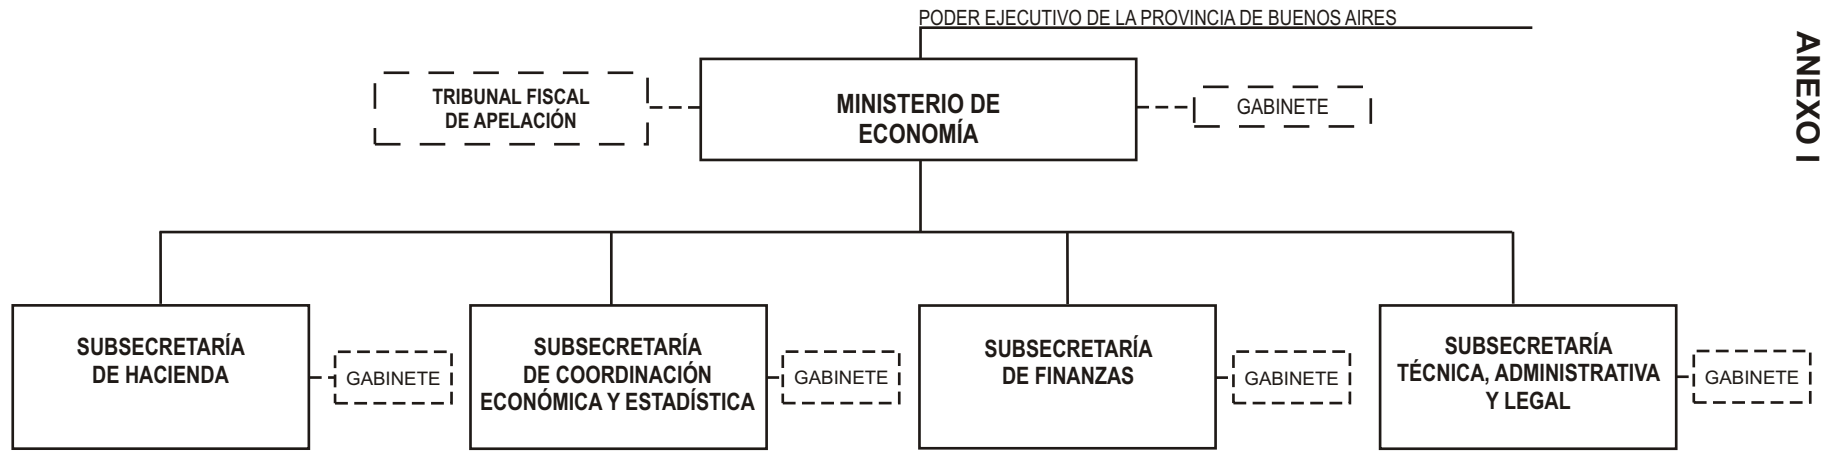 PODER EJECUTIVO DE LA PROVINCIA DE BUENOS AIRES
ANEXO I
TRIBUNAL FISCAL
DE APELACIÓN
MINISTERIO DE
ECONOMÍA
GABINETE
SUBSECRETARÍA
DE HACIENDA
GABINETE
SUBSECRETARÍA
DE COORDINACIÓN
ECONÓMICA Y ESTADÍSTICA
GABINETE
SUBSECRETARÍA
DE FINANZAS
GABINETE
SUBSECRETARÍA
TÉCNICA, ADMINISTRATIVA
Y LEGAL
GABINETE